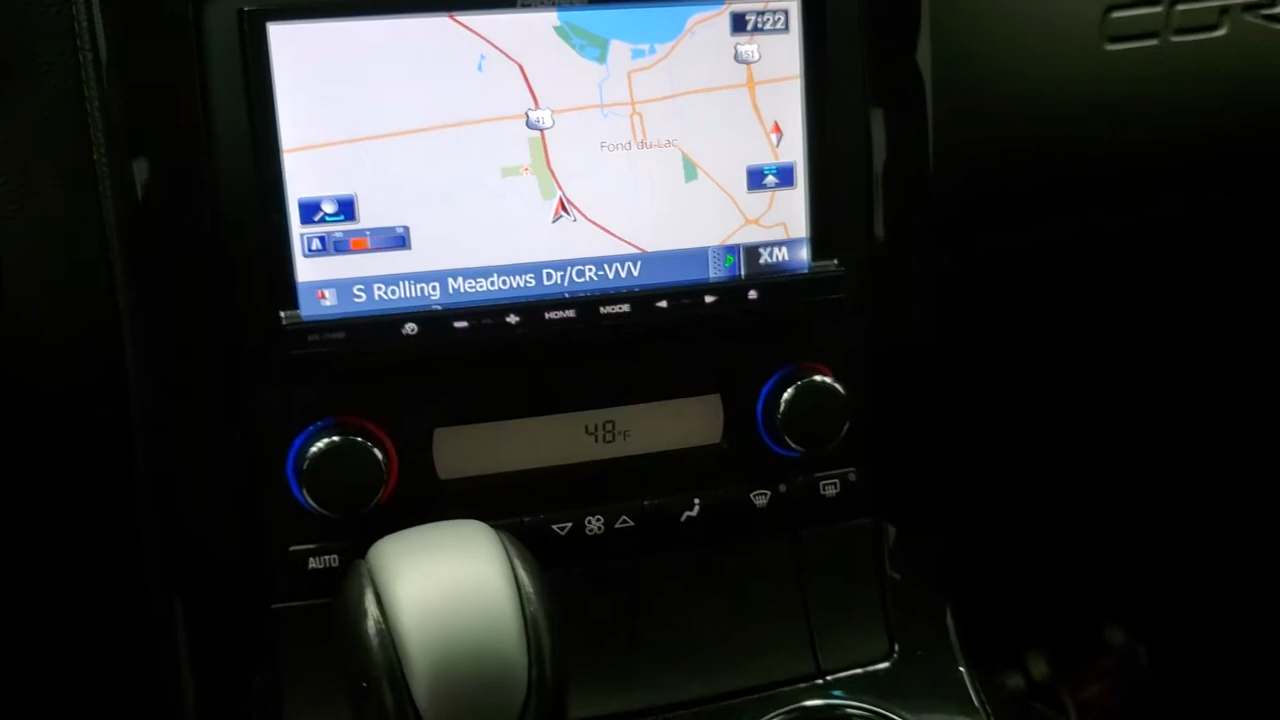 7:22
151
41
Fond du Lac
XM
S Rolling Meadows Dr/CR-VVV
HOME MODE
48°F
AUTO